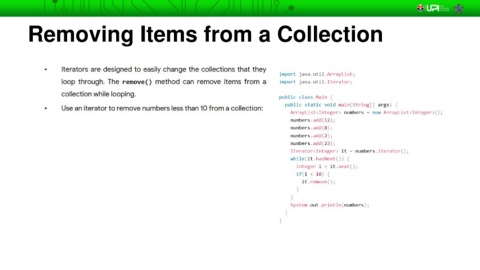 UPI
Removing Items from a Collection
• Iterators are designed to easily change the collections that they
loop through. The remove() method can remove items from a
collection while looping.
• Use an iterator to remove numbers less than 10 from a collection:
import java.util.ArrayList;
import java.util.Iterator;
public class Main {
public static void main(String[] args) {
ArrayList<Integer> numbers = new ArrayList<Integer>();
numbers.add(12);
numbers.add(8);
numbers.add(2);
numbers.add(23);
Iterator<Integer> it = numbers.iterator();
while(it.hasNext()) {
Integer i = it.next();
if(i < 10) {
it.remove();
}
}
System.out.println(numbers);
}
}